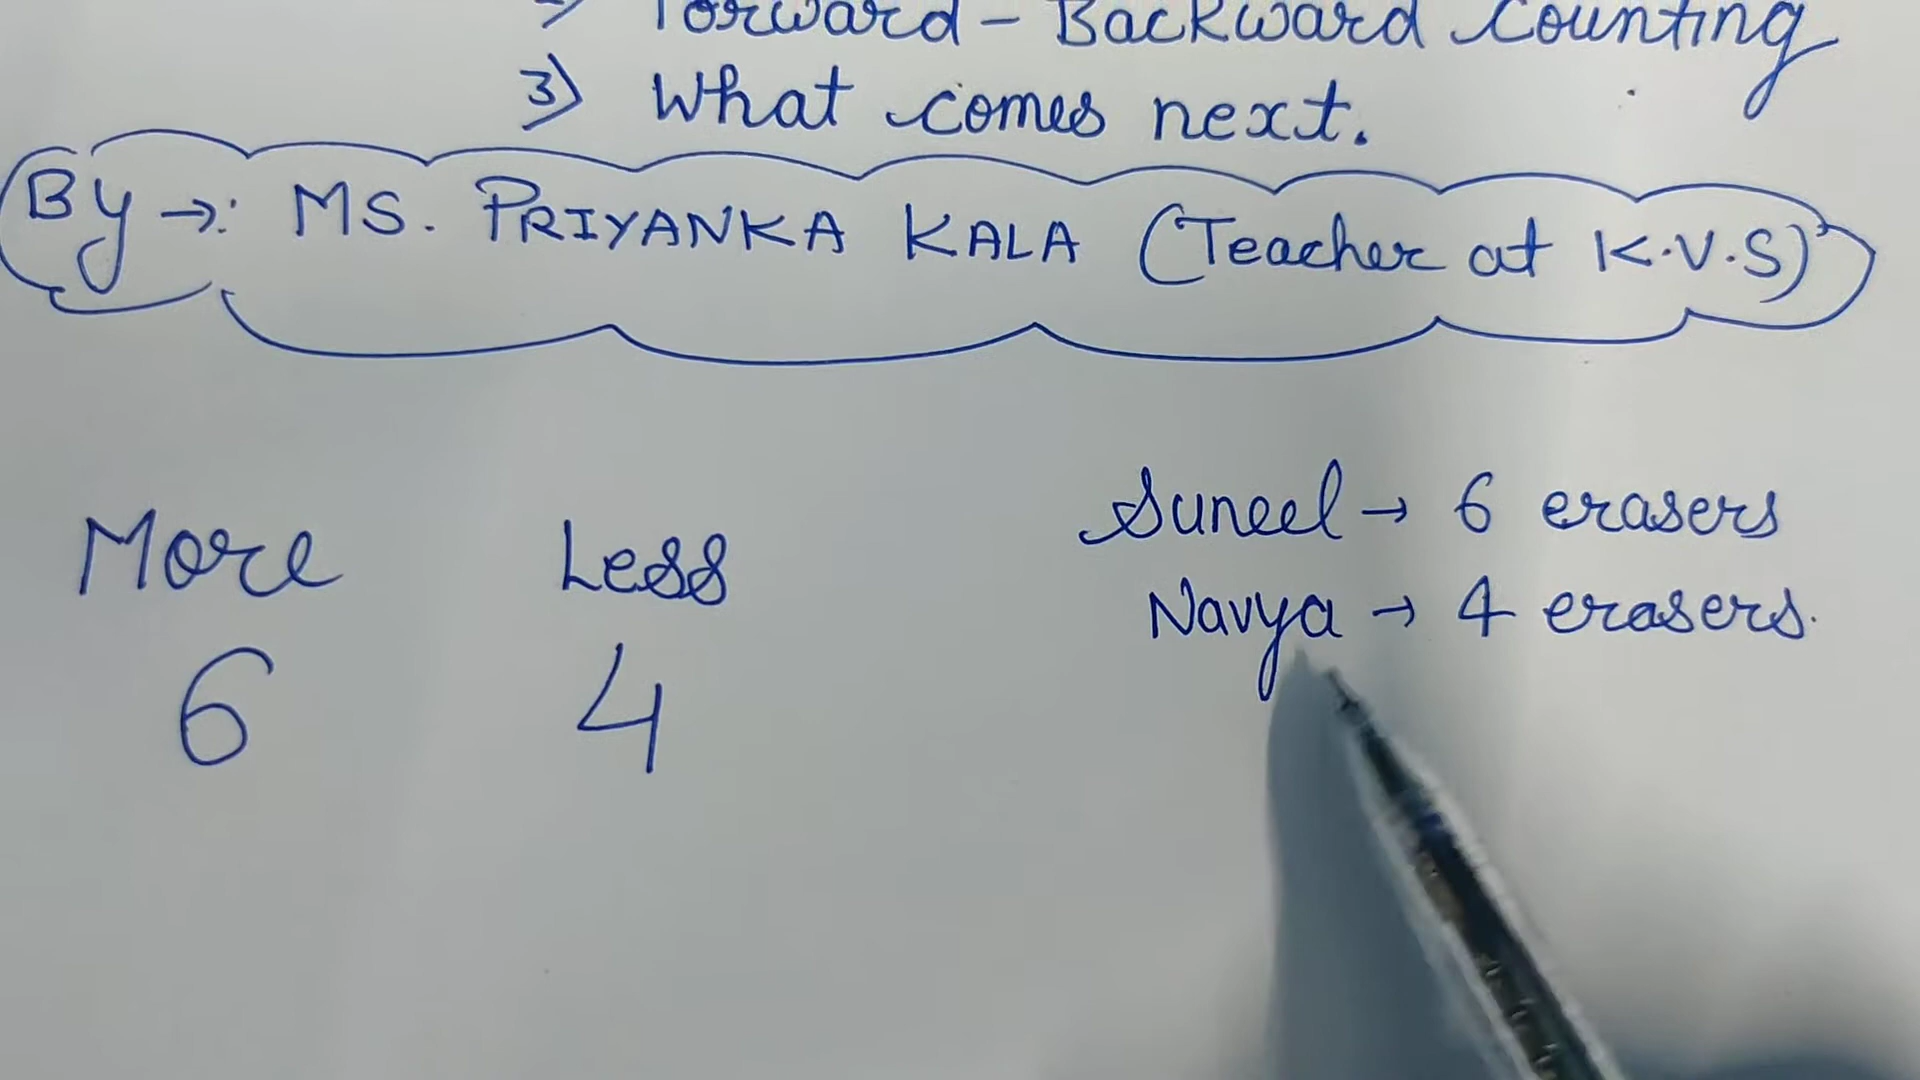 Forward - Backward Counting
3) What comes next.
By →: MS. PRIYANKA KALA (Teacher at K.V.S)
More Less
6 4
Suneel → 6 erasers
Navya → 4 erasers.